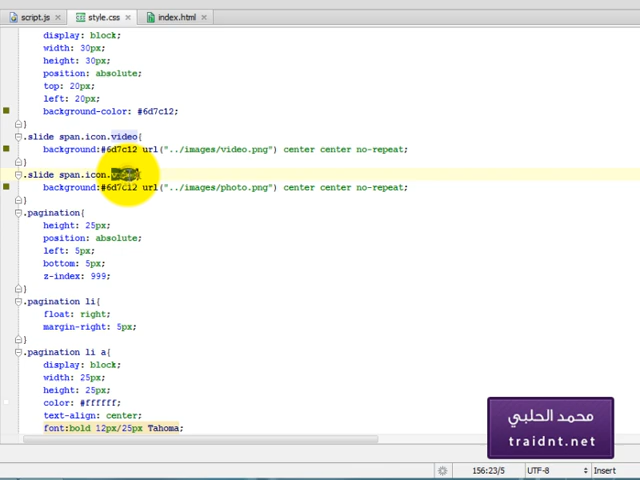 script.js
style.css
index.html
display: block;
width: 30px;
height: 30px;
position: absolute;
top: 20px;
left: 20px;
background-color: #6d7c12;
}
.slide span.icon.video{
background:#6d7c12 url("../images/video.png") center center no-repeat;
}
.slide span.icon.
background:#6d7c12 url("../images/photo.png") center center no-repeat;
}
.pagination{
height: 25px;
position: absolute;
left: 5px;
bottom: 5px;
z-index: 999;
}
.pagination li{
float: right;
margin-right: 5px;
}
.pagination li a{
display: block;
width: 25px;
height: 25px;
color: #ffffff;
text-align: center;
font:bold 12px/25px Tahoma;
محمد الحلبي
traidnt.net
156:23/5 UTF-8 Insert